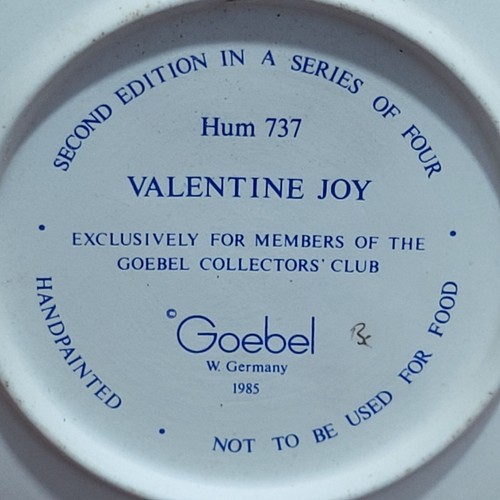 SECOND EDITION IN A SERIES OF FOUR
Hum 737
VALENTINE JOY
EXCLUSIVELY FOR MEMBERS OF THE
GOEBEL COLLECTORS' CLUB
© Goebel
W. Germany
1985
HANDPAINTED • NOT TO BE USED FOR FOOD